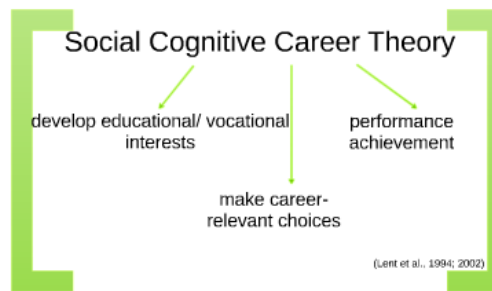 Social Cognitive Career Theory
develop educational/ vocational
interests
performance
achievement
make career-
relevant choices
(Lent et al., 1994; 2002)